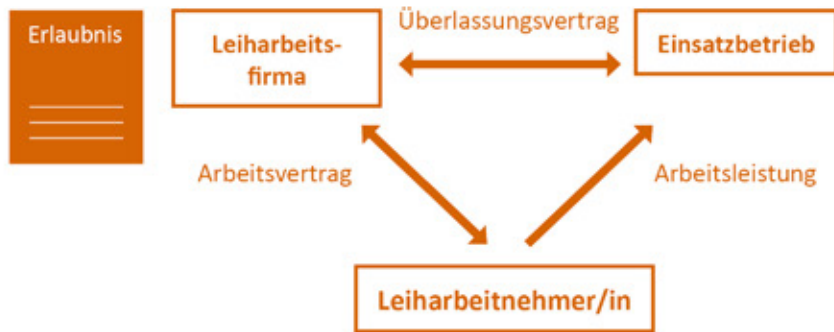 Erlaubnis
Leiharbeits-
firma
Überlassungsvertrag
Einsatzbetrieb
Arbeitsvertrag
Arbeitsleistung
Leiharbeitnehmer/in